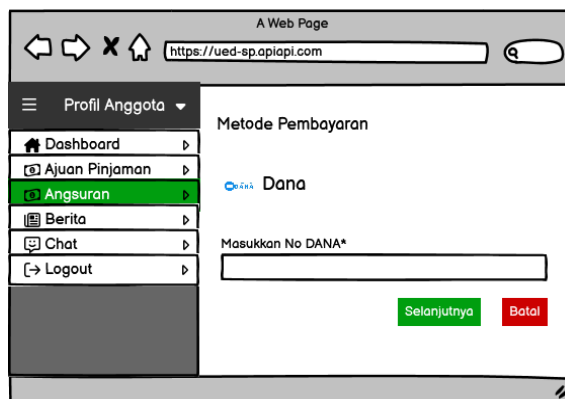 A Web Page
https://ued-sp.apiapi.com
Profil Anggota
Metode Pembayaran
Dashboard
Ajuan Pinjaman
Angsuran
Berita
Chat
Logout
DANA Dana
Masukkan No DANA*
Selanjutnya Batal